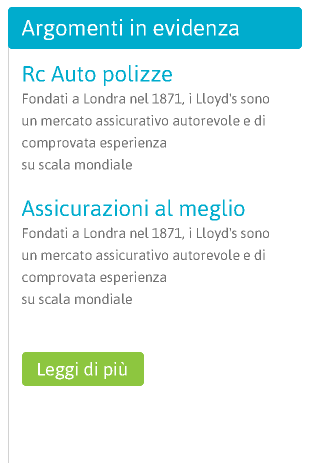 Argomenti in evidenza
Rc Auto polizze
Fondati a Londra nel 1871, i Lloyd's sono
un mercato assicurativo autorevole e di
comprovata esperienza
su scala mondiale
Assicurazioni al meglio
Fondati a Londra nel 1871, i Lloyd's sono
un mercato assicurativo autorevole e di
comprovata esperienza
su scala mondiale
Leggi di più